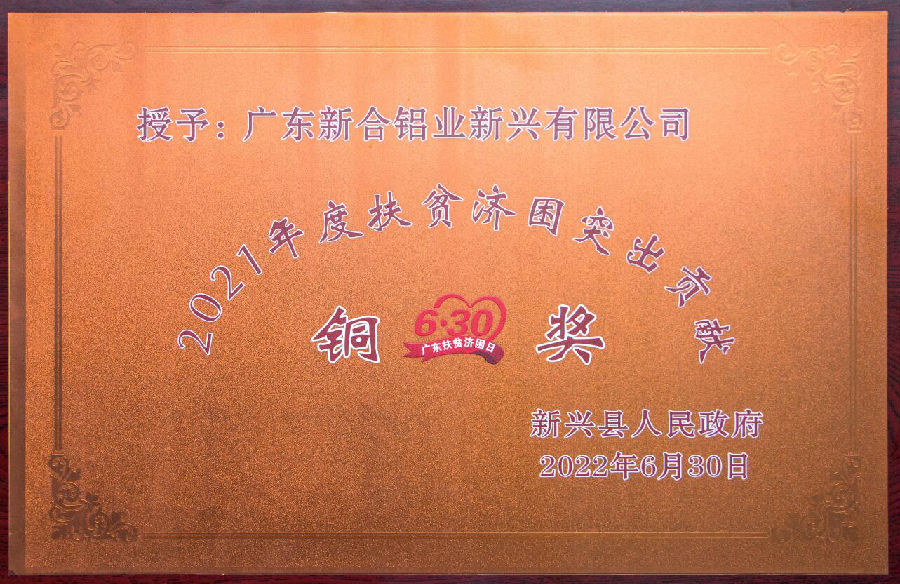 授予：广东新合铝业新兴有限公司
2021年度扶贫济困突出贡献
铜 奖
6·30
广东扶贫济困日
新兴县人民政府
2022年6月30日